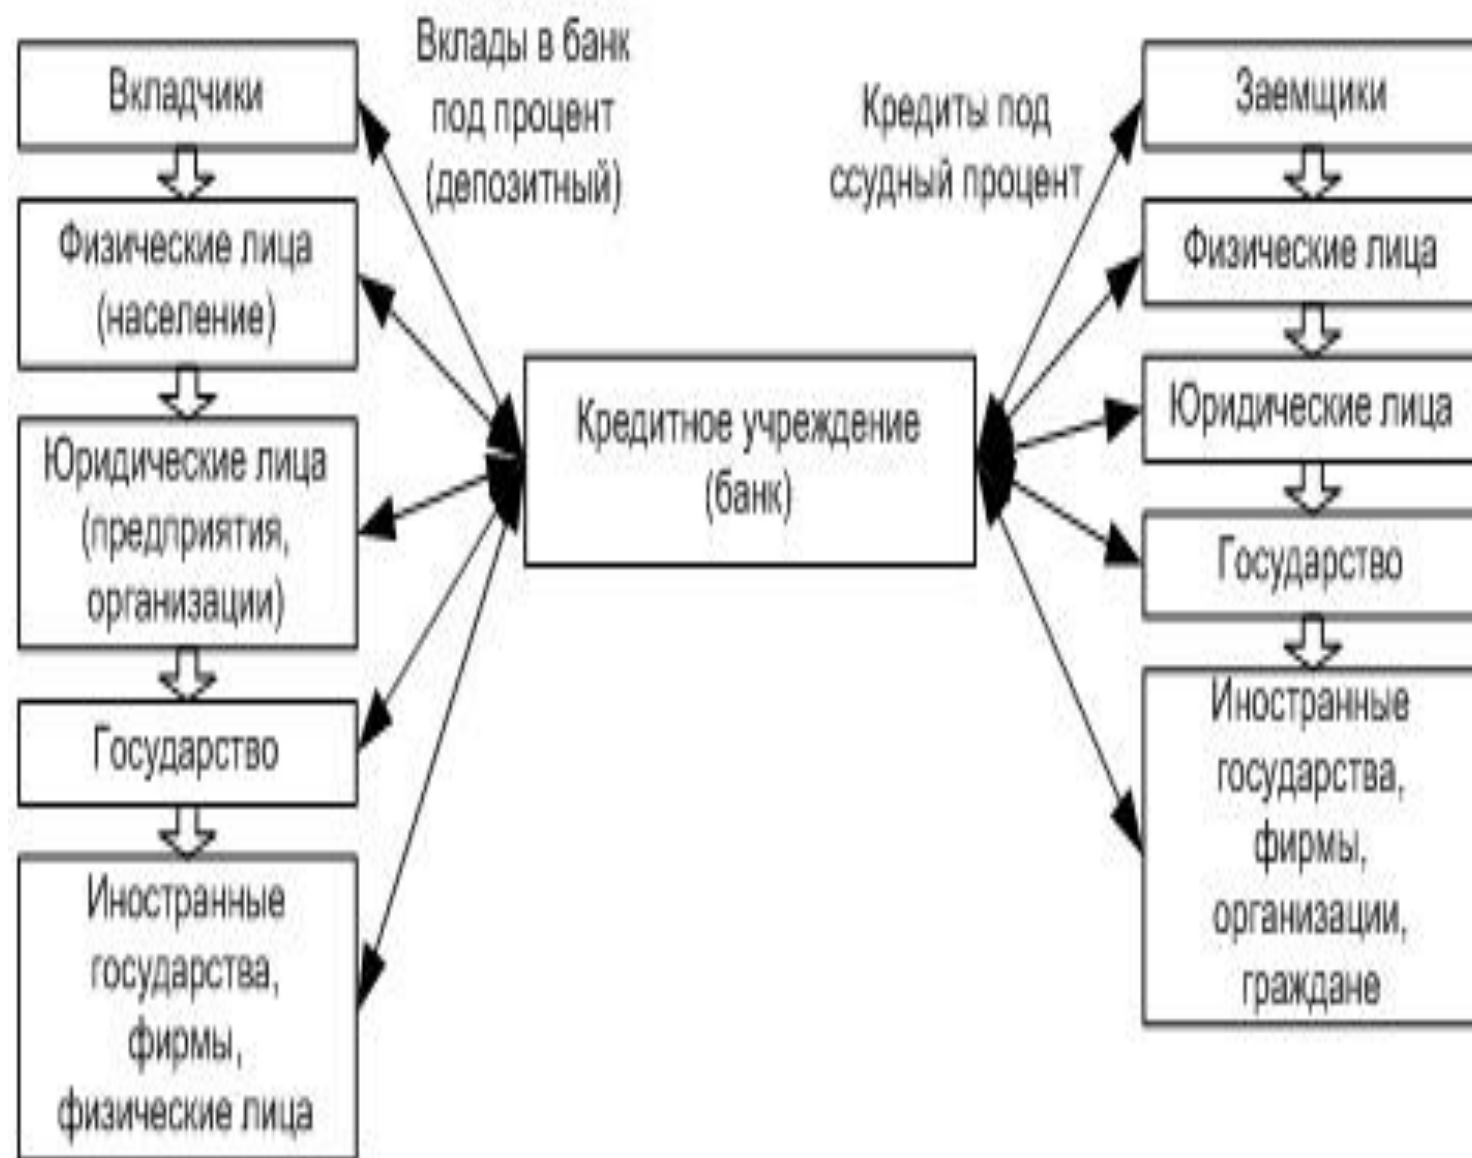 Вкладчики
Физические лица
(население)
Юридические лица
(предприятия,
организации)
Государство
Иностранные
государства,
фирмы,
физические лица
Вклады в банк
под процент
(депозитный)
Кредитное учреждение
(банк)
Кредиты под
ссудный процент
Заемщики
Физические лица
Юридические лица
Государство
Иностранные
государства,
фирмы,
организации,
граждане